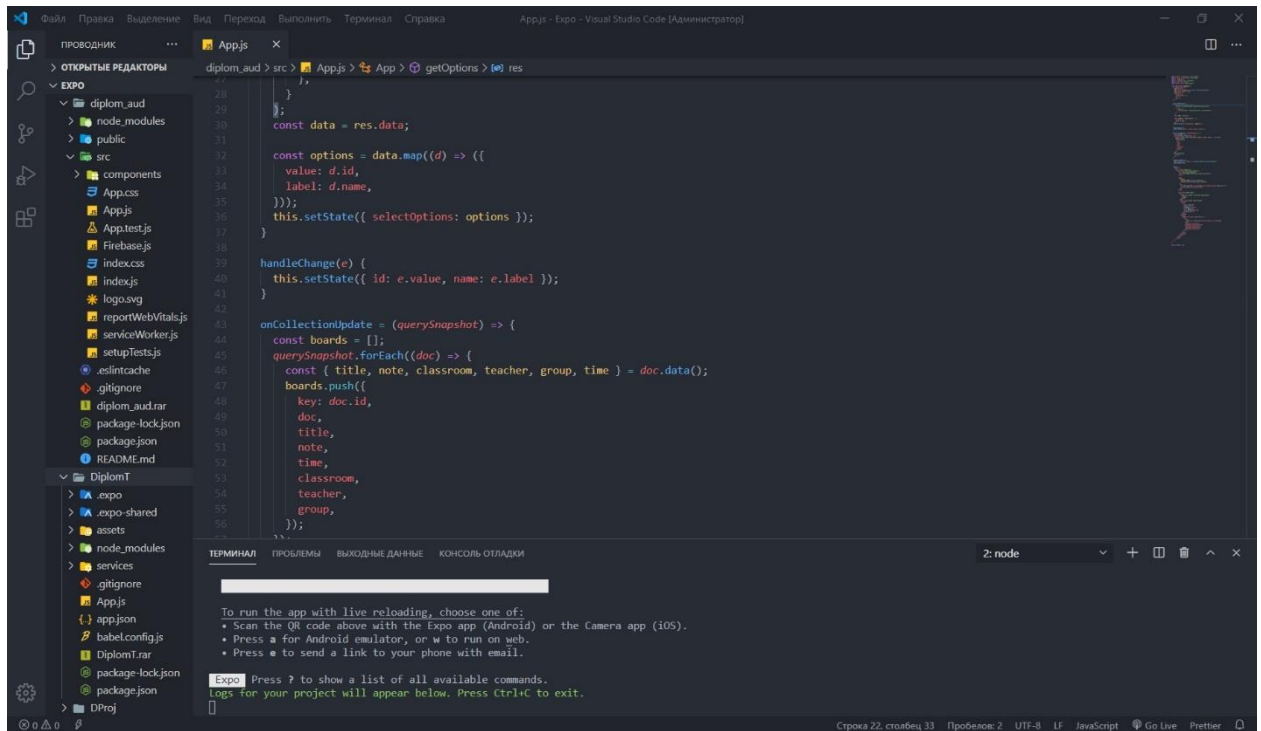 Файл Правка Выделение Вид Переход Выполнить Терминал Справка App.js - Expo - Visual Studio Code [Администратор]
ПРОВОДНИК ···
ОТКРЫТЫЕ РЕДАКТОРЫ
EXPO
diplom_aud
node_modules
public
src
components
App.css
App.js
App.test.js
Firebase.js
index.css
index.js
logo.svg
reportWebVitals.js
serviceWorker.js
setupTests.js
.eslintcache
.gitignore
diplom_aud.rar
package-lock.json
package.json
README.md
DiplomT
.expo
.expo-shared
assets
node_modules
services
.gitignore
App.js
app.json
babel.config.js
DiplomT.rar
package-lock.json
package.json
DProj
App.js
diplom_aud > src > App.js > App > getOptions > res
27 },
28 }
29 );
30 const data = res.data;
31
32 const options = data.map((d) => ({
33 value: d.id,
34 label: d.name,
35 }));
36 this.setState({ selectOptions: options });
37 }
38
39 handleChange(e) {
40 this.setState({ id: e.value, name: e.label });
41 }
42
43 onCollectionUpdate = (querySnapshot) => {
44 const boards = [];
45 querySnapshot.forEach((doc) => {
46 const { title, note, classroom, teacher, group, time } = doc.data();
47 boards.push({
48 key: doc.id,
49 doc,
50 title,
51 note,
52 time,
53 classroom,
54 teacher,
55 group,
56 });
ТЕРМИНАЛ ПРОБЛЕМЫ ВЫХОДНЫЕ ДАННЫЕ КОНСОЛЬ ОТЛАДКИ 2: node
To run the app with live reloading, choose one of:
• Scan the QR code above with the Expo app (Android) or the Camera app (iOS).
• Press a for Android emulator, or w to run on web.
• Press e to send a link to your phone with email.
Expo Press ? to show a list of all available commands.
Logs for your project will appear below. Press Ctrl+C to exit.
0 0 Строка 22, столбец 33 Пробелов: 2 UTF-8 LF JavaScript Go Live Prettier